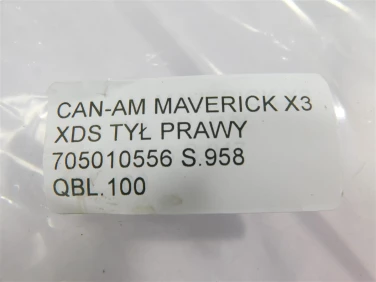 CAN-AM MAVERICK X3
XDS TYŁ PRAWY
705010556 S.958
QBL.100